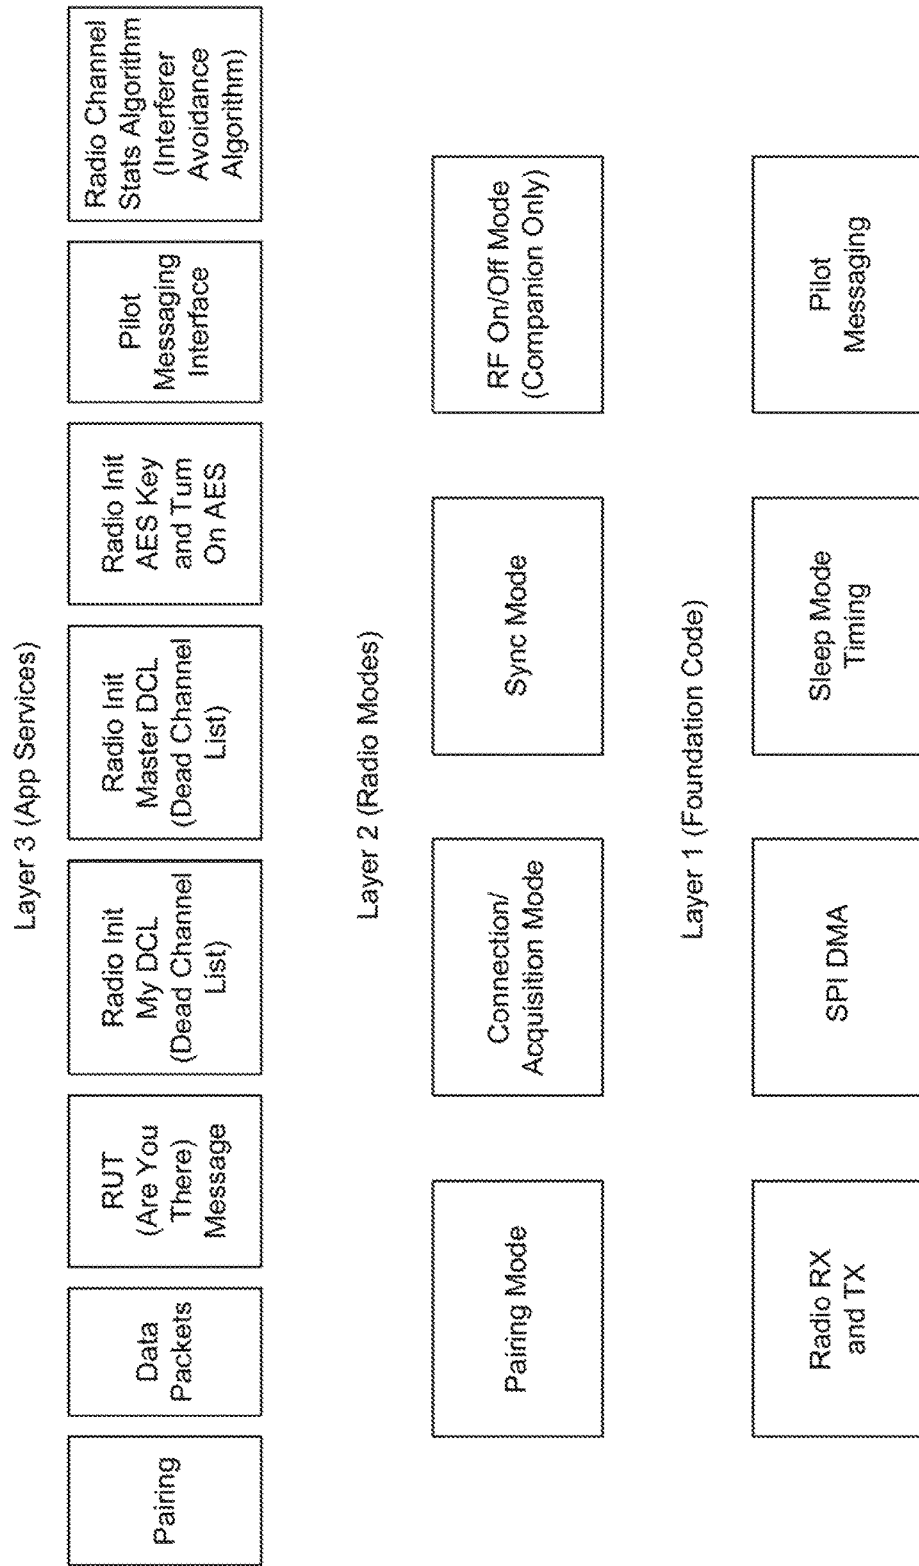 Layer 3 (App Services)
Pairing
Data
Packets
RUT
(Are You
There)
Message
Radio Init
My DCL
(Dead Channel
List)
Radio Init
Master DCL
(Dead Channel
List)
Radio Init
AES Key
and Turn
On AES
Pilot
Messaging
Interface
Radio Channel
Stats Algorithm
(Interferer
Avoidance
Algorithm)
Layer 2 (Radio Modes)
Pairing Mode
Connection/
Acquisition Mode
Sync Mode
RF On/Off Mode
(Companion Only)
Layer 1 (Foundation Code)
Radio RX
and TX
SPI DMA
Sleep Mode
Timing
Pilot
Messaging